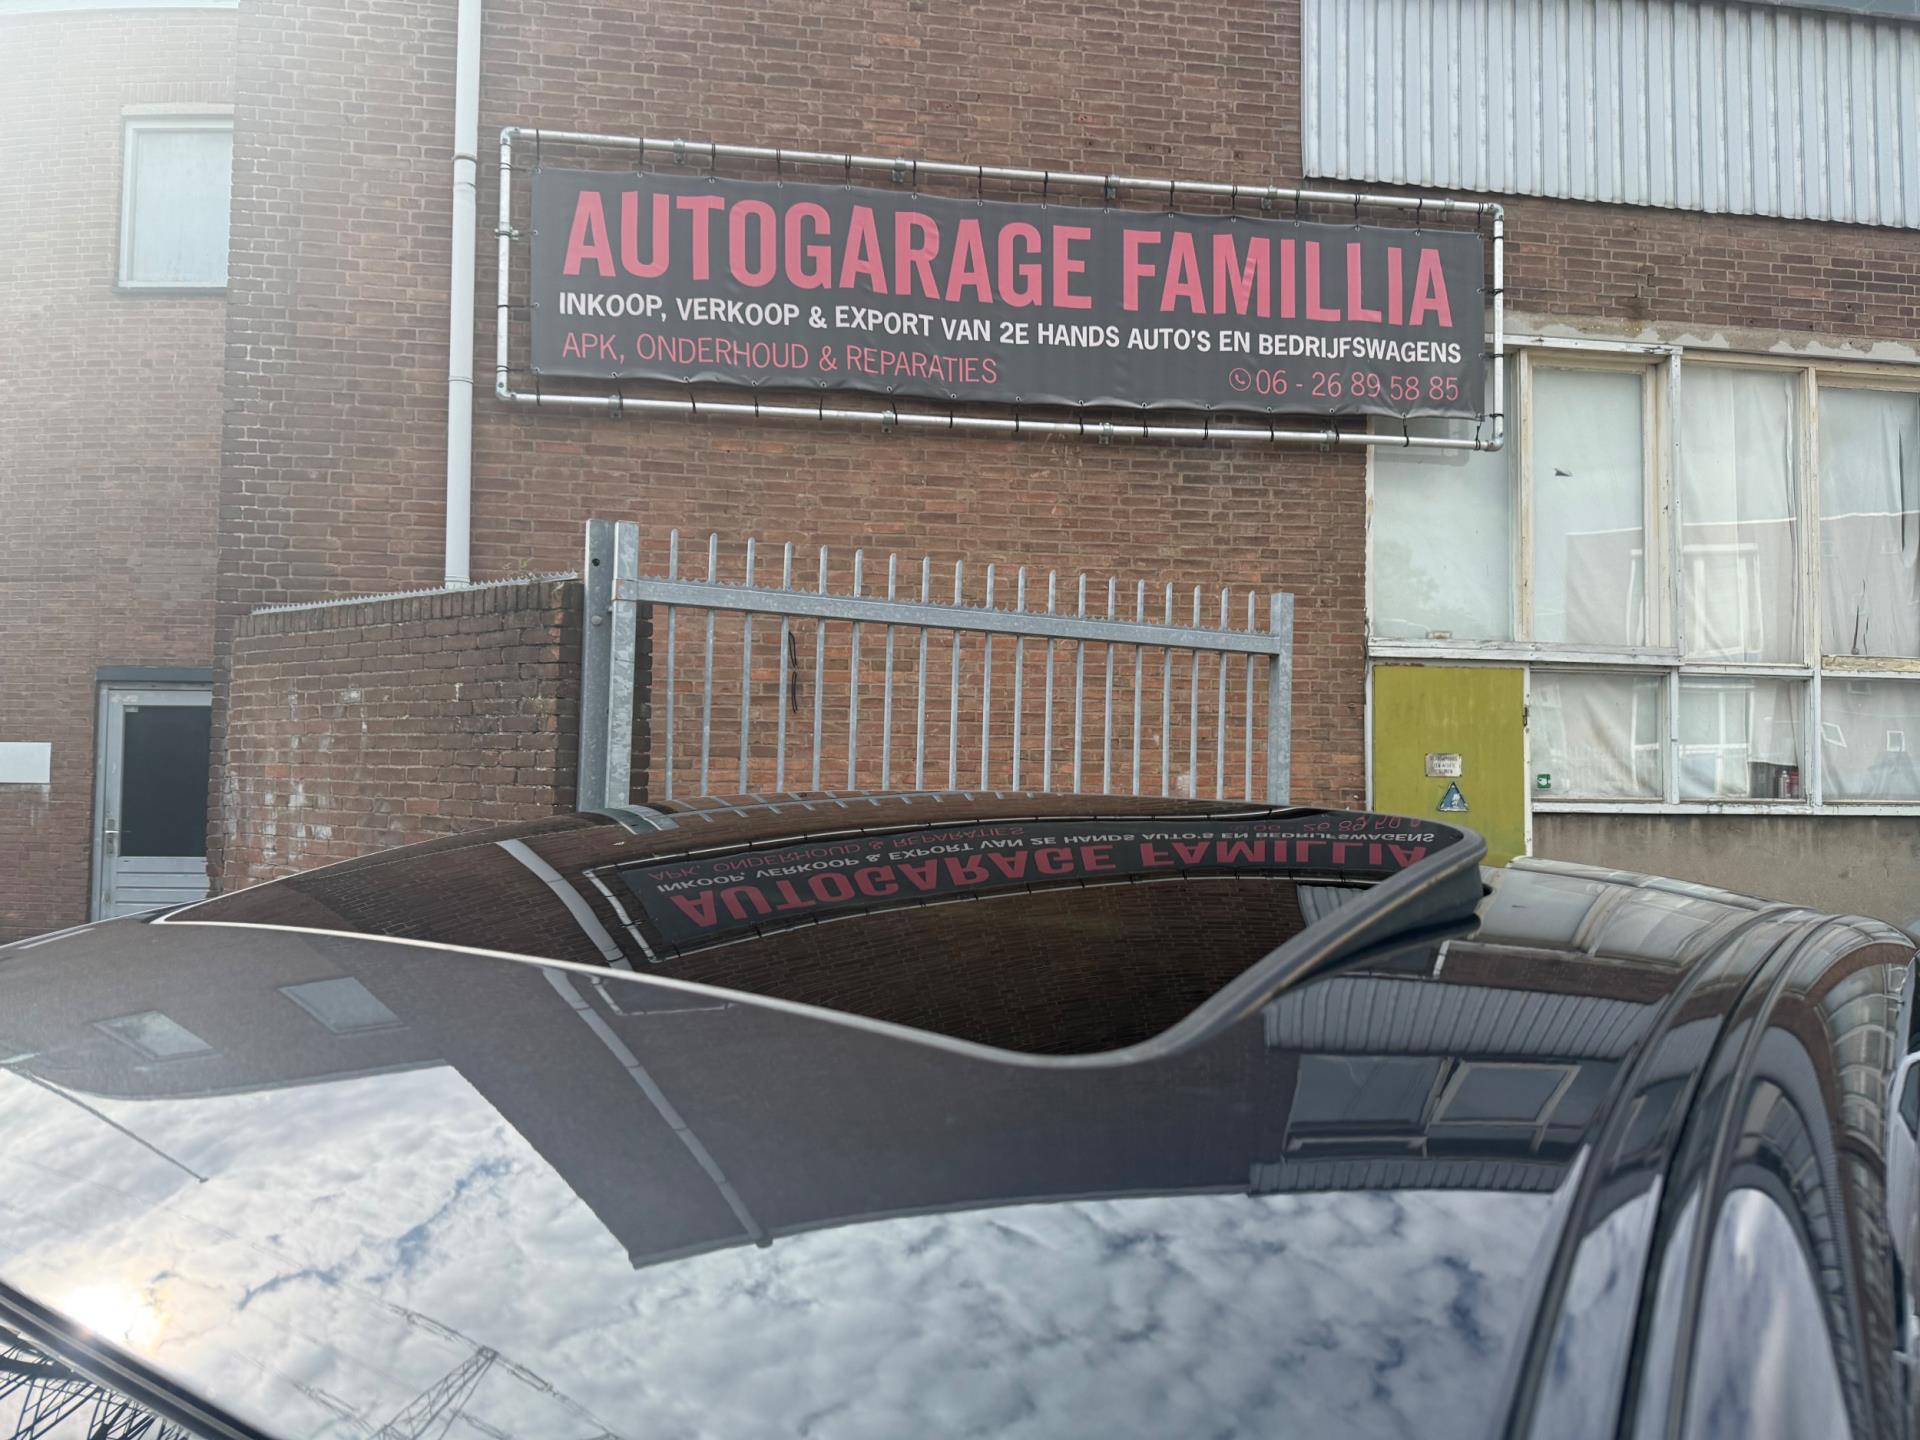 AUTOGARAGE FAMILLIA
INKOOP, VERKOOP & EXPORT VAN 2E HANDS AUTO'S EN BEDRIJFSWAGENS
APK, ONDERHOUD & REPARATIES
06 - 26 89 58 85